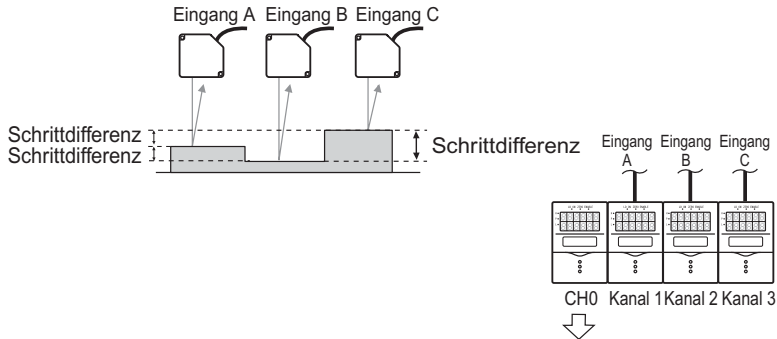 Eingang A Eingang B Eingang C
Schrittdifferenz
Schrittdifferenz
Schrittdifferenz
Eingang A
Eingang B
Eingang C
CH0 Kanal 1 Kanal 2 Kanal 3